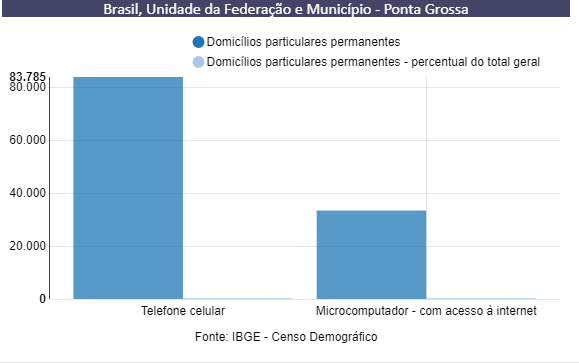 Brasil, Unidade da Federação e Município - Ponta Grossa
Domicílios particulares permanentes
Domicílios particulares permanentes - percentual do total geral
83.785
80.000
60.000
40.000
20.000
0
Telefone celular
Microcomputador - com acesso à internet
Fonte: IBGE - Censo Demográfico